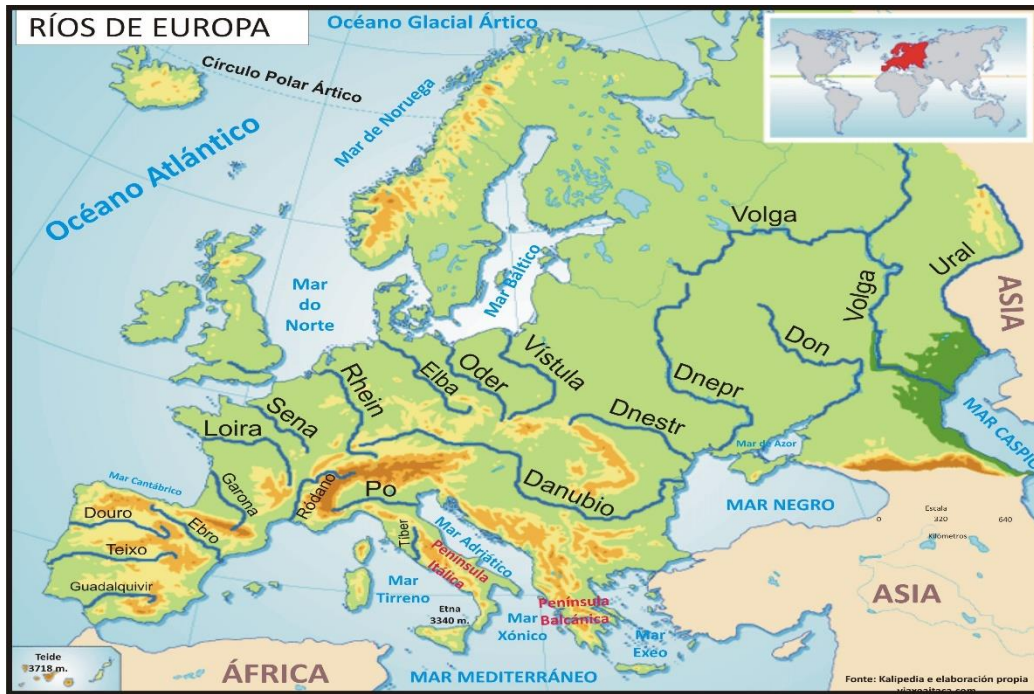 RÍOS DE EUROPA
Océano Glacial Ártico
Círculo Polar Ártico
Mar de Noruega
Océano Atlántico
Volga
Ural
Volga
ASIA
Mar
do
Norte
Mar Báltico
Don
Rhein
Elba
Oder
Vístula
Dnepr
Sena
Loira
Dnestr
MAR CASPIO
Mar de Azor
Mar Cantábrico
Garona
Ródano
Po
Danubio
MAR NEGRO
Escala
0 320 640
Kilómetros
Douro
Ebro
Tiber
Mar Adriático
Teixo
Península
Itálica
Guadalquivir
Mar
Tirreno
Etna
3340 m.
Mar
Xónico
Península
Balcánica
Mar
Exeo
ASIA
Teide
3718 m.
ÁFRICA
MAR MEDITERRÁNEO
Fonte: Kalipedia e elaboración propia